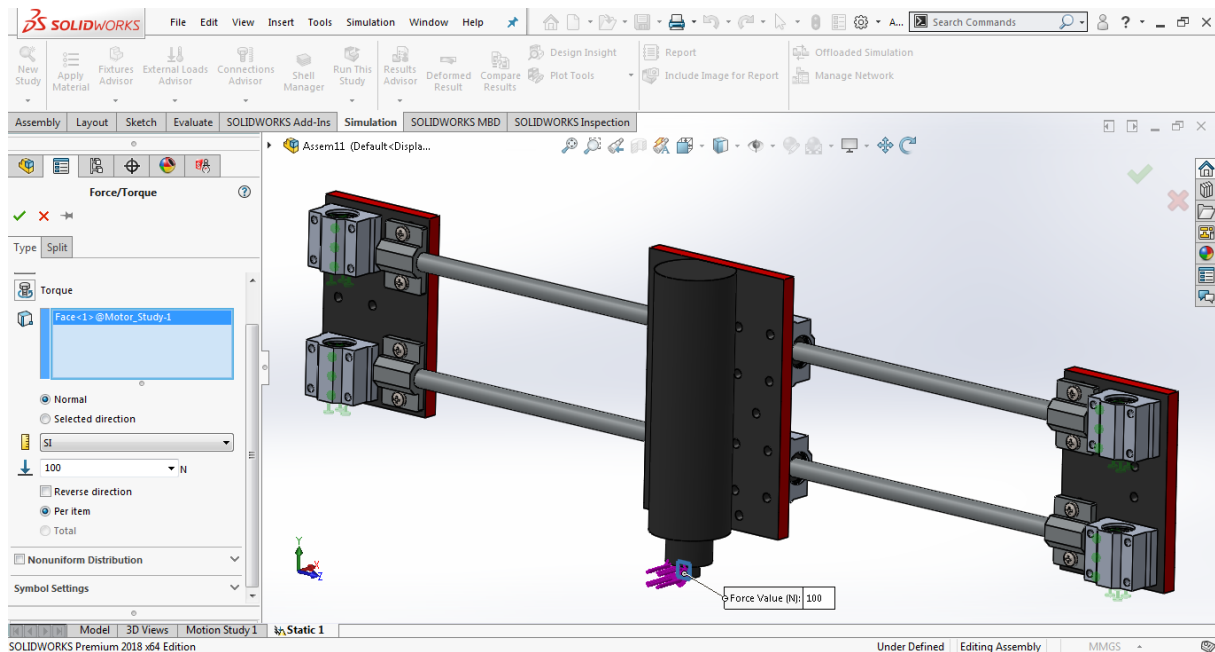 SOLIDWORKS File Edit View Insert Tools Simulation Window Help A... Search Commands ?
New Study
Apply Material
Fixtures Advisor
External Loads Advisor
Connections Advisor
Shell Manager
Run This Study
Results Advisor
Deformed Result
Compare Results
Design Insight
Plot Tools
Report
Include Image for Report
Offloaded Simulation
Manage Network
Assembly Layout Sketch Evaluate SOLIDWORKS Add-Ins Simulation SOLIDWORKS MBD SOLIDWORKS Inspection
Assem11 (Default<Displa...
Force/Torque ?
Type Split
Torque
Face<1>@Motor_Study-1
Normal
Selected direction
SI
100 N
Reverse direction
Per item
Total
Nonuniform Distribution
Symbol Settings
Y
X
Z
Force Value (N): 100
Model 3D Views Motion Study 1 Static 1
SOLIDWORKS Premium 2018 x64 Edition Under Defined Editing Assembly MMGS